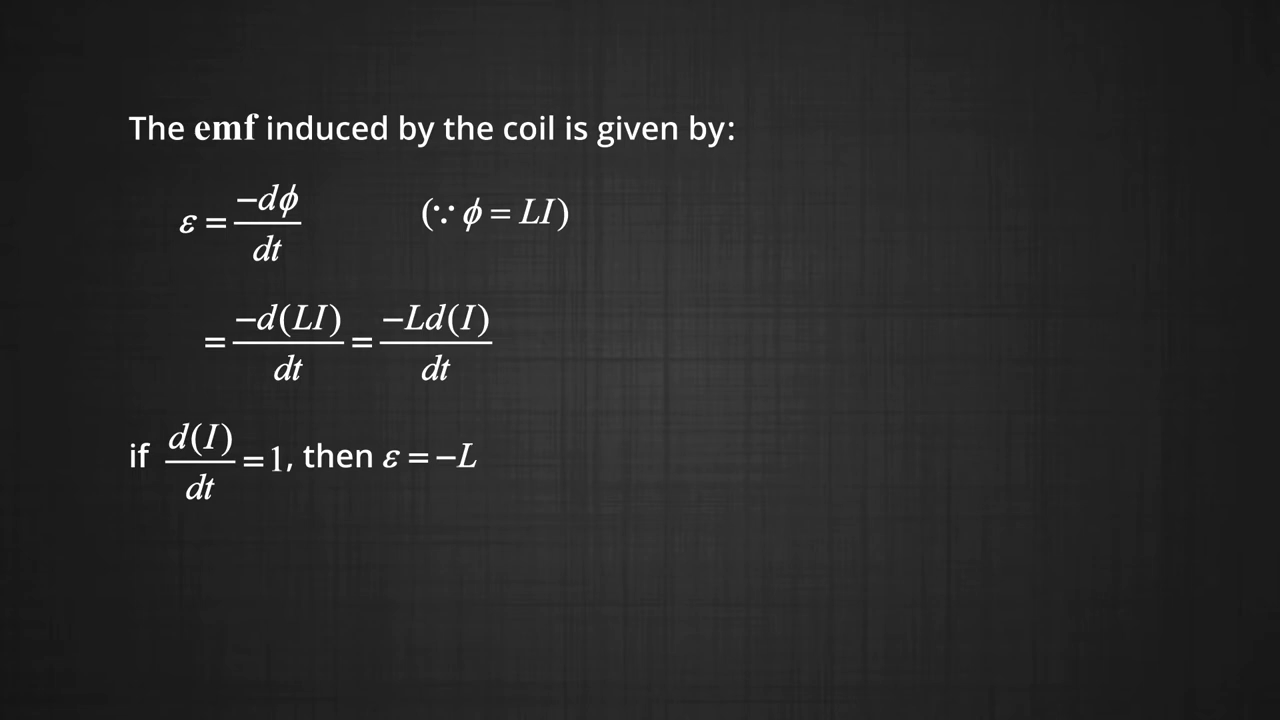 The emf induced by the coil is given by:
ε = −dϕ/dt (∵ ϕ = LI)
= −d(LI)/dt = −Ld(I)/dt
if d(I)/dt = 1, then ε = −L